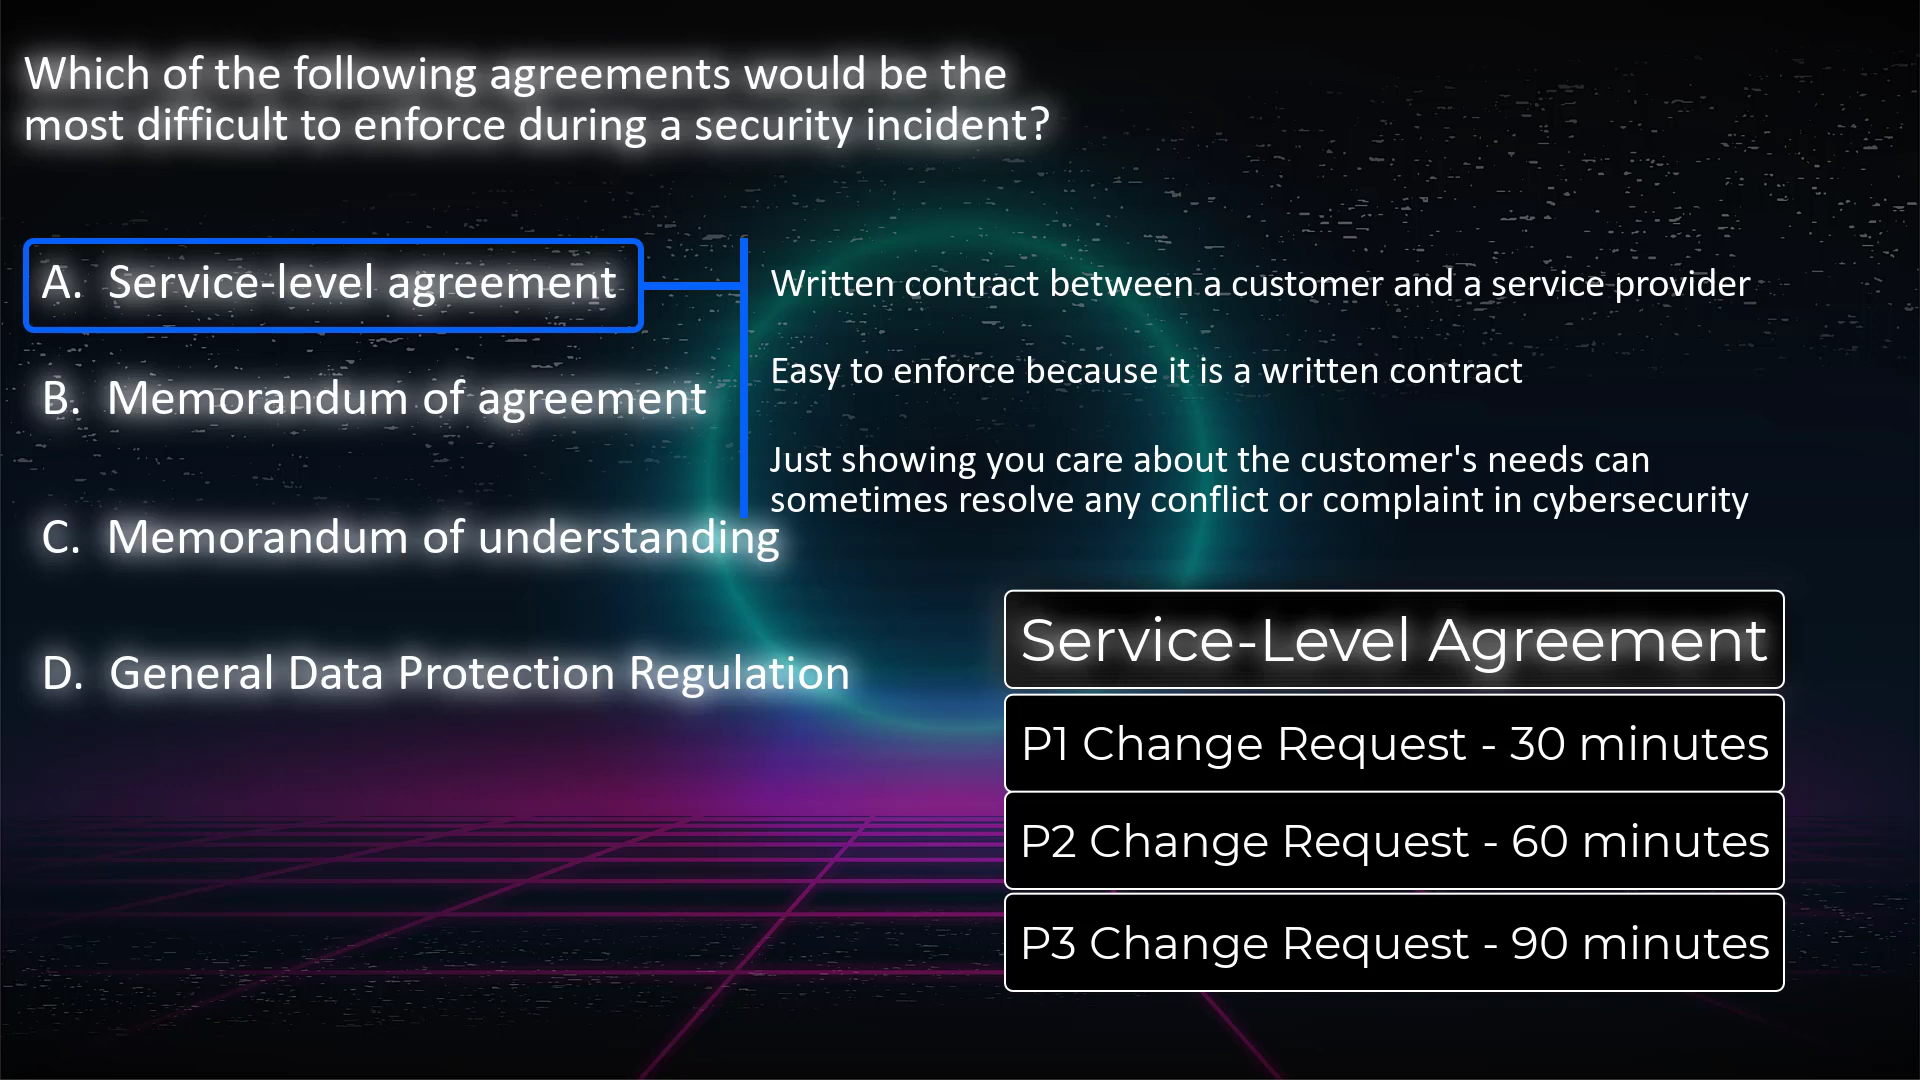 Which of the following agreements would be the
most difficult to enforce during a security incident?
A. Service-level agreement
B. Memorandum of agreement
C. Memorandum of understanding
D. General Data Protection Regulation
Written contract between a customer and a service provider
Easy to enforce because it is a written contract
Just showing you care about the customer's needs can
sometimes resolve any conflict or complaint in cybersecurity
Service-Level Agreement
P1 Change Request - 30 minutes
P2 Change Request - 60 minutes
P3 Change Request - 90 minutes